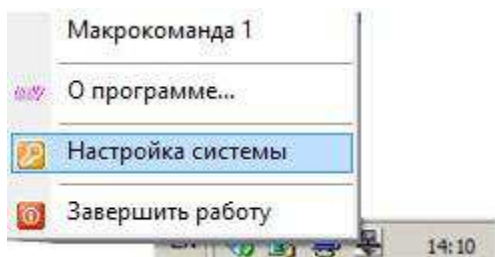 Макрокоманда 1
О программе...
Настройка системы
Завершить работу
14:10